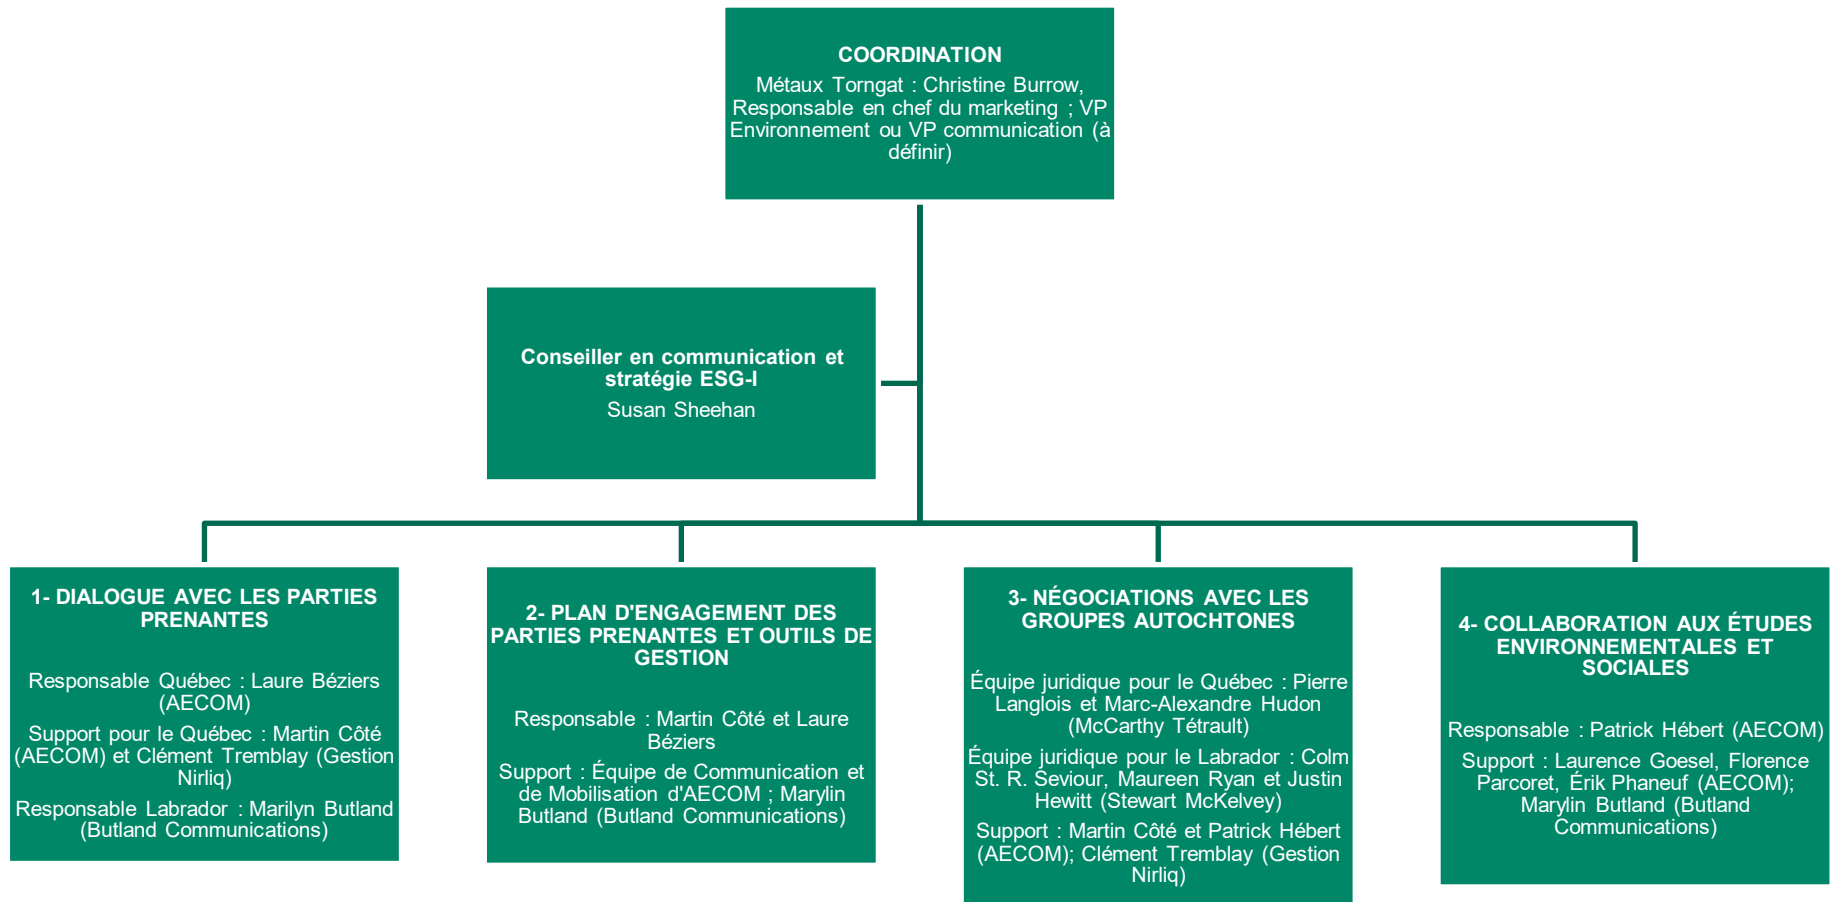 COORDINATION
Métaux Torngat : Christine Burrow,
Responsable en chef du marketing ; VP
Environnement ou VP communication (à
définir)
Conseiller en communication et
stratégie ESG-I
Susan Sheehan
1- DIALOGUE AVEC LES PARTIES
PRENANTES
Responsable Québec : Laure Béziers
(AECOM)
Support pour le Québec : Martin Côté
(AECOM) et Clément Tremblay (Gestion
Nirliq)
Responsable Labrador : Marilyn Butland
(Butland Communications)
2- PLAN D'ENGAGEMENT DES
PARTIES PRENANTES ET OUTILS DE
GESTION
Responsable : Martin Côté et Laure
Béziers
Support : Équipe de Communication et
de Mobilisation d'AECOM ; Marylin
Butland (Butland Communications)
3- NÉGOCIATIONS AVEC LES
GROUPES AUTOCHTONES
Équipe juridique pour le Québec : Pierre
Langlois et Marc-Alexandre Hudon
(McCarthy Tétrault)
Équipe juridique pour le Labrador : Colm
St. R. Seviour, Maureen Ryan et Justin
Hewitt (Stewart McKelvey)
Support : Martin Côté et Patrick Hébert
(AECOM); Clément Tremblay (Gestion
Nirliq)
4- COLLABORATION AUX ÉTUDES
ENVIRONNEMENTALES ET
SOCIALES
Responsable : Patrick Hébert (AECOM)
Support : Laurence Goesel, Florence
Parcoret, Érik Phaneuf (AECOM);
Marylin Butland (Butland
Communications)